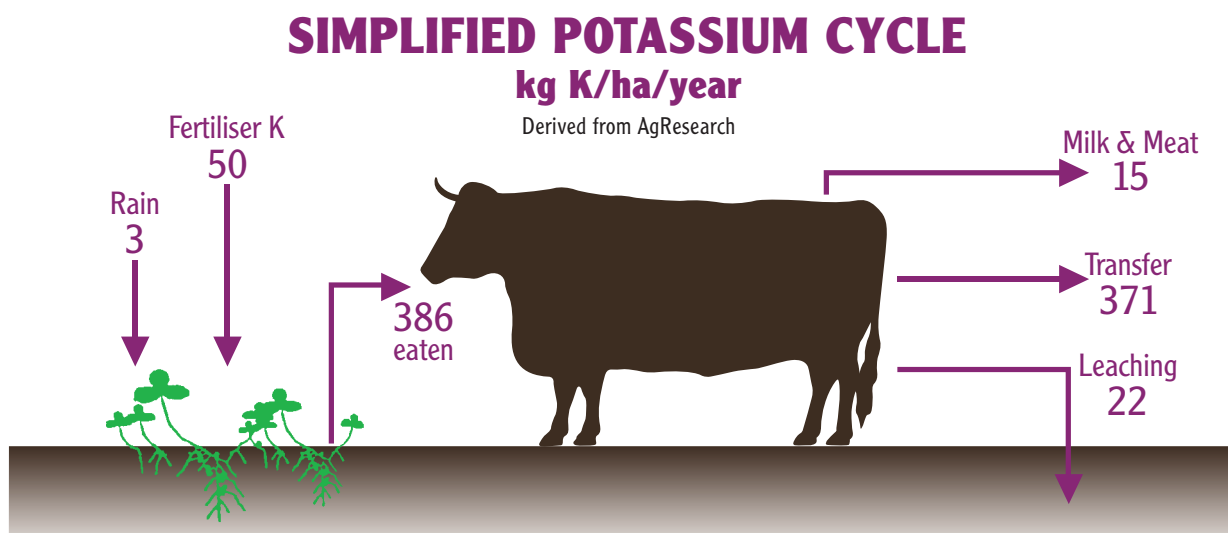 SIMPLIFIED POTASSIUM CYCLE
kg K/ha/year
Derived from AgResearch
Fertiliser K
50
Rain
3
386
eaten
Milk & Meat
15
Transfer
371
Leaching
22